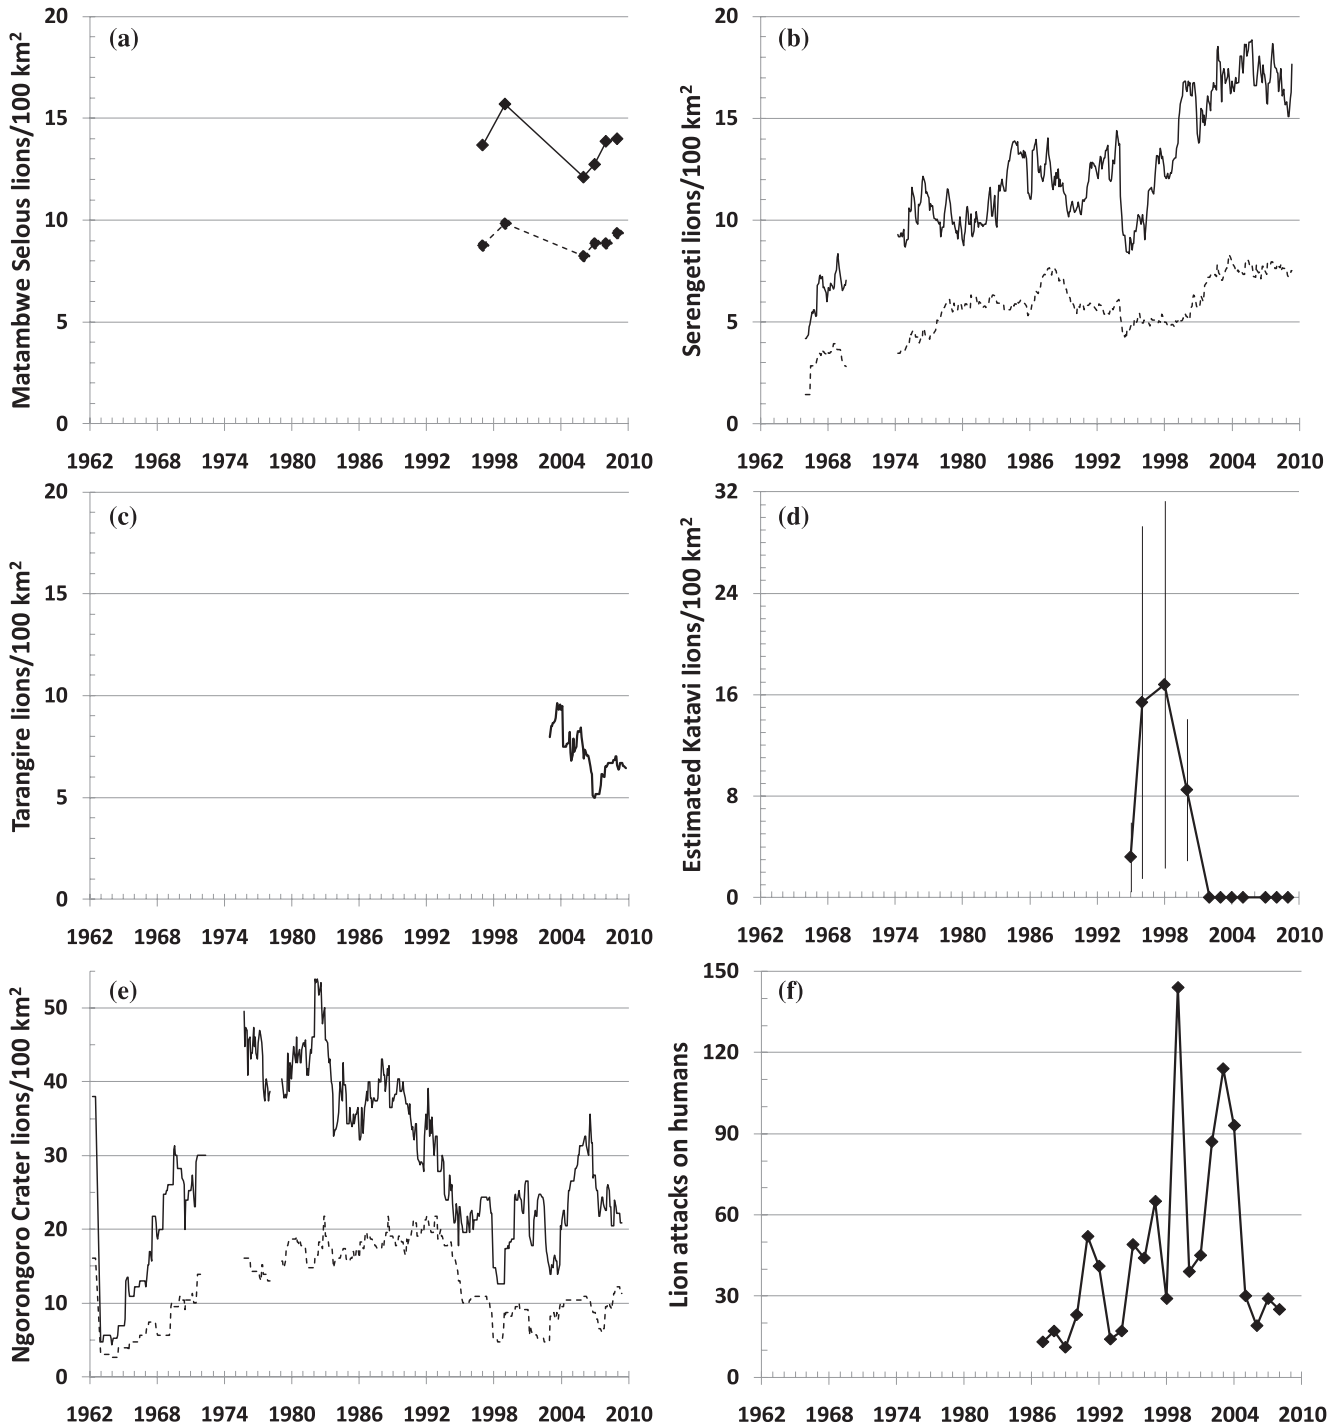 (a)
Matambwe Selous lions/100 km²
20
15
10
5
0
1962 1968 1974 1980 1986 1992 1998 2004 2010
(b)
Serengeti lions/100 km²
20
15
10
5
0
1962 1968 1974 1980 1986 1992 1998 2004 2010
(c)
Tarangire lions/100 km²
20
15
10
5
0
1962 1968 1974 1980 1986 1992 1998 2004 2010
(d)
Estimated Katavi lions/100 km²
32
24
16
8
0
1962 1968 1974 1980 1986 1992 1998 2004 2010
(e)
Ngorongoro Crater lions/100 km²
50
40
30
20
10
0
1962 1968 1974 1980 1986 1992 1998 2004 2010
(f)
Lion attacks on humans
150
120
90
60
30
0
1962 1968 1974 1980 1986 1992 1998 2004 2010